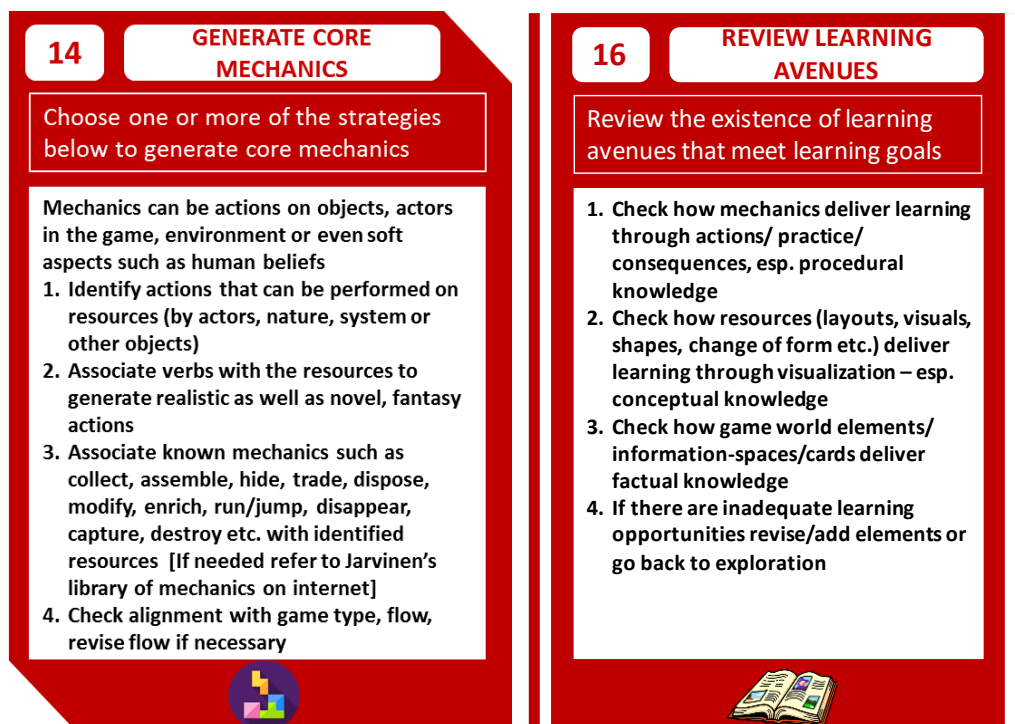 14
GENERATE CORE
MECHANICS
Choose one or more of the strategies
below to generate core mechanics
Mechanics can be actions on objects, actors
in the game, environment or even soft
aspects such as human beliefs
1. Identify actions that can be performed on
resources (by actors, nature, system or
other objects)
2. Associate verbs with the resources to
generate realistic as well as novel, fantasy
actions
3. Associate known mechanics such as
collect, assemble, hide, trade, dispose,
modify, enrich, run/jump, disappear,
capture, destroy etc. with identified
resources [If needed refer to Jarvinen's
library of mechanics on internet]
4. Check alignment with game type, flow,
revise flow if necessary
16
REVIEW LEARNING
AVENUES
Review the existence of learning
avenues that meet learning goals
1. Check how mechanics deliver learning
through actions/ practice/
consequences, esp. procedural
knowledge
2. Check how resources (layouts, visuals,
shapes, change of form etc.) deliver
learning through visualization – esp.
conceptual knowledge
3. Check how game world elements/
information-spaces/cards deliver
factual knowledge
4. If there are inadequate learning
opportunities revise/add elements or
go back to exploration